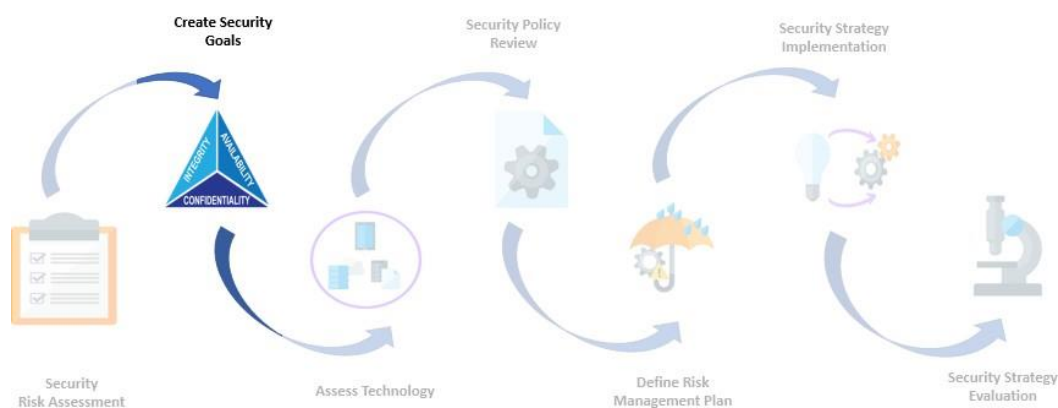 Create Security
Goals
Security Policy
Review
Security Strategy
Implementation
INTEGRITY
AVAILABILITY
CONFIDENTIALITY
Security
Risk Assessment
Assess Technology
Define Risk
Management Plan
Security Strategy
Evaluation